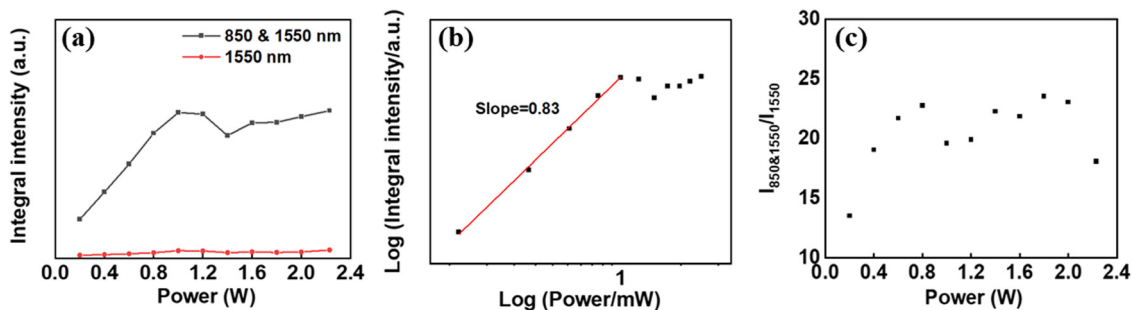 (a)
850 & 1550 nm
1550 nm
Integral intensity (a.u.)
0.0 0.4 0.8 1.2 1.6 2.0 2.4
Power (W)
(b)
Slope=0.83
Log (Integral intensity/a.u.)
1
Log (Power/mW)
(c)
30
25
20
15
10
I850&1550/I1550
0.0 0.4 0.8 1.2 1.6 2.0 2.4
Power (W)